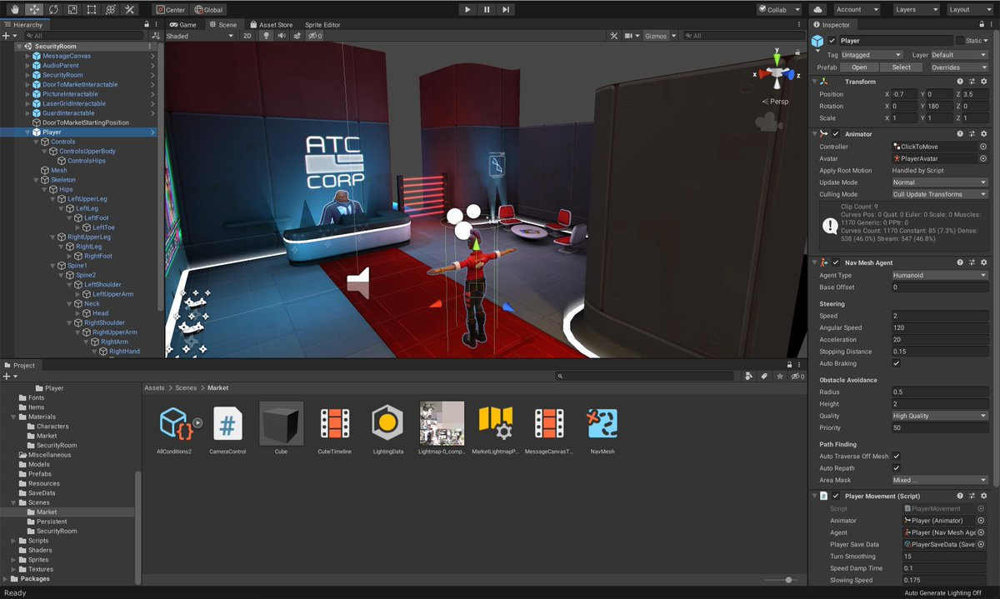 Center Global Collab Account Layers Layout
Hierarchy
All
SecurityRoom
MessageCanvas
AudioParent
SecurityRoom
DoorToMarketInteractable
PictureInteractable
LaserGridInteractable
GuardInteractable
DoorToMarketStartingPosition
Player
Controls
ControlsUpperBody
ControlsHips
Mesh
Skeleton
Hips
LeftUpperLeg
LeftLeg
LeftFoot
LeftToe
RightUpperLeg
RightLeg
RightFoot
Spine1
Spine2
LeftShoulder
LeftUpperArm
Neck
Head
RightShoulder
RightUpperArm
RightArm
RightHand
Game Scene Asset Store Sprite Editor
Shaded 2D 0 Gizmos All
y
x z
Persp
ATC
CORP
Inspector
Player Static
Tag Untagged Layer Default
Prefab Open Select Overrides
Transform
Position X -0.7 Y 0 Z 3.5
Rotation X 0 Y 180 Z 0
Scale X 1 Y 1 Z 1
Animator
Controller ClickToMove
Avatar PlayerAvatar
Apply Root Motion Handled by Script
Update Mode Normal
Culling Mode Cull Update Transforms
Clip Count: 9
Curves Pos: 0 Quat: 0 Euler: 0 Scale: 0 Muscles:
1170 Generic: 0 PPtr: 0
Curves Count: 1170 Constant: 85 (7.3%) Dense:
538 (46.0%) Stream: 547 (46.8%)
Nav Mesh Agent
Agent Type Humanoid
Base Offset 0
Steering
Speed 2
Angular Speed 120
Acceleration 20
Stopping Distance 0.15
Auto Braking
Obstacle Avoidance
Radius 0.5
Height 2
Quality High Quality
Priority 50
Path Finding
Auto Traverse Off Mesh
Auto Repath
Area Mask Mixed ...
Player Movement (Script)
Script PlayerMovement
Animator Player (Animator)
Agent Player (Nav Mesh Age
Player Save Data PlayerSaveData (Save
Turn Smoothing 15
Speed Damp Time 0.1
Slowing Speed 0.175
Project
Player
Fonts
Items
Materials
Characters
Market
SecurityRoom
MIscellaneous
Models
Prefabs
Resources
SaveData
Scenes
Market
Persistent
SecurityRoom
Scripts
Shaders
Sprites
Textures
Packages
0
Assets > Scenes > Market
AllConditions2 CameraControl Cube CubeTimeline LightingData Lightmap-0_comp... MarketLightmapP... MessageCanvasT... NavMesh
Ready Auto Generate Lighting Off